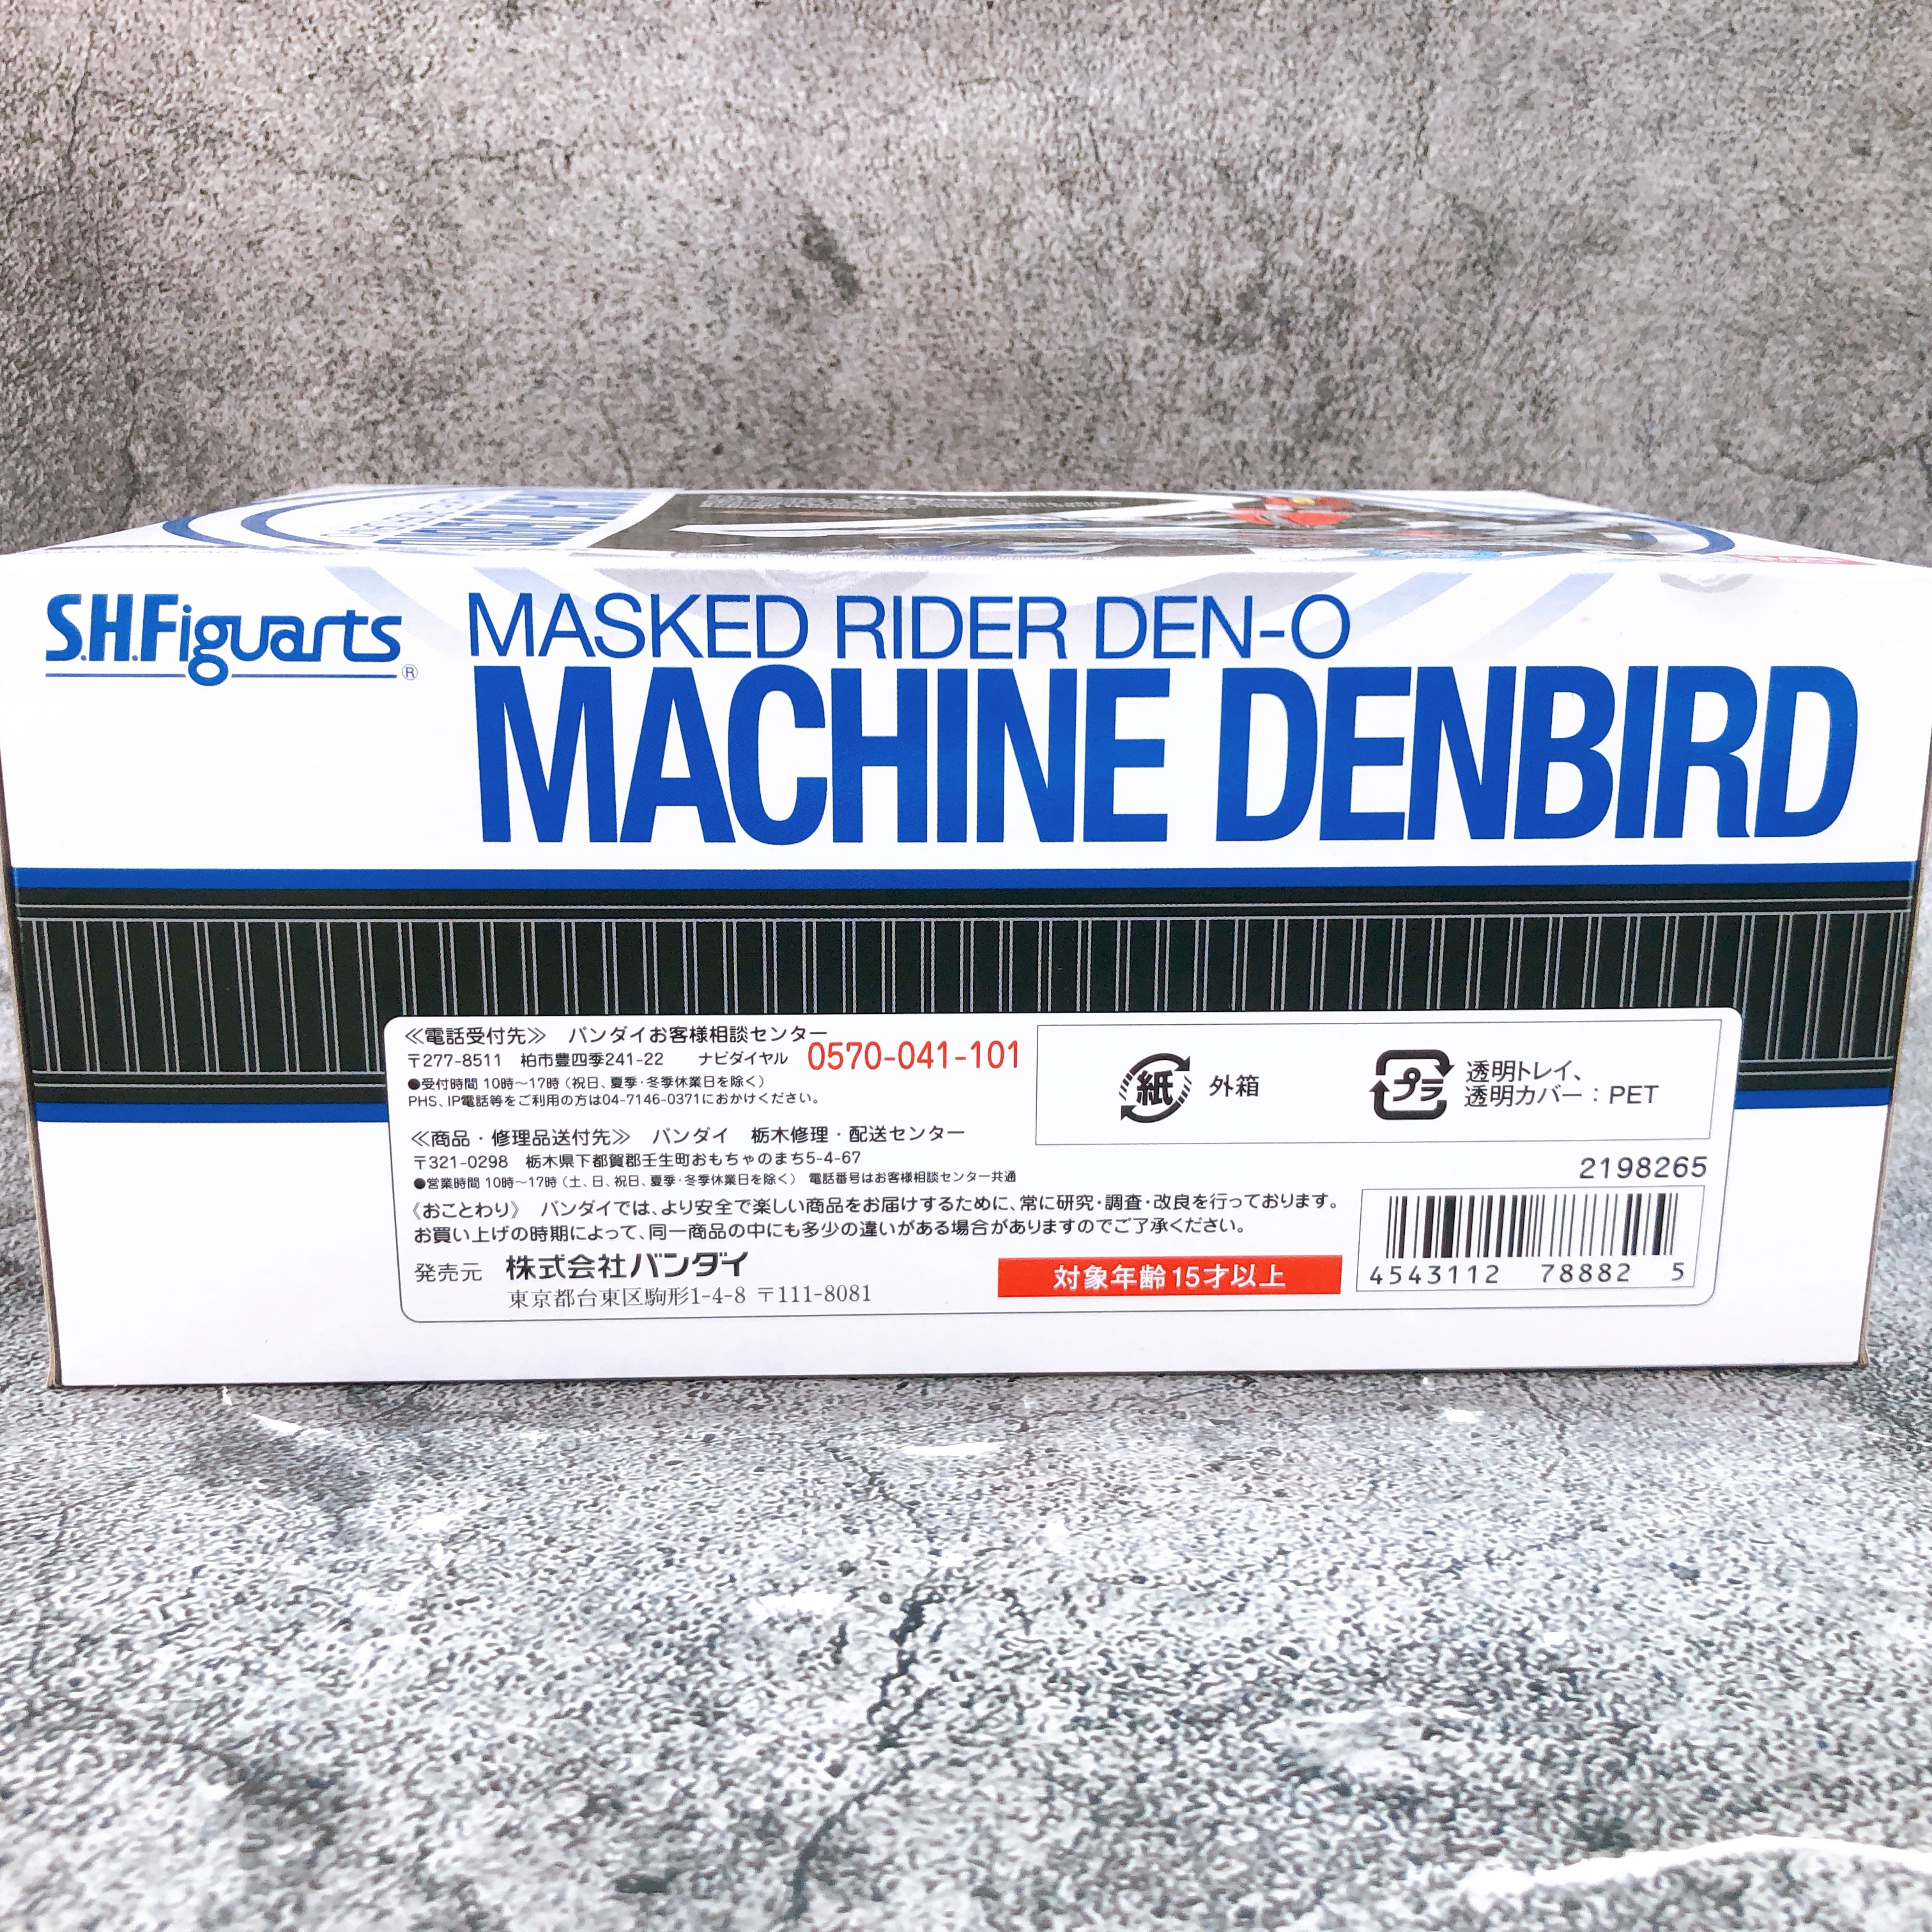 S.H.Figuarts®
MASKED RIDER DEN-O
MACHINE DENBIRD
≪電話受付先≫ バンダイお客様相談センター
〒277-8511 柏市豊四季241-22 ナビダイヤル 0570-041-101
●受付時間 10時〜17時(祝日、夏季・冬季休業日を除く)
PHS、IP電話等をご利用の方は04-7146-0371におかけください。
≪商品・修理品送付先≫ バンダイ 栃木修理・配送センター
〒321-0298 栃木県下都賀郡壬生町おもちゃのまち5-4-67
●営業時間 10時〜17時(土、日、祝日、夏季・冬季休業日を除く) 電話番号はお客様相談センター共通
《おことわり》 バンダイでは、より安全で楽しい商品をお届けするために、常に研究・調査・改良を行っております。
お買い上げの時期によって、同一商品の中にも多少の違いがある場合がありますのでご了承ください。
発売元 株式会社バンダイ
東京都台東区駒形1-4-8 〒111-8081
対象年齢15才以上
紙 外箱
プラ 透明トレイ、
透明カバー：PET
2198265
4543112 78882 5